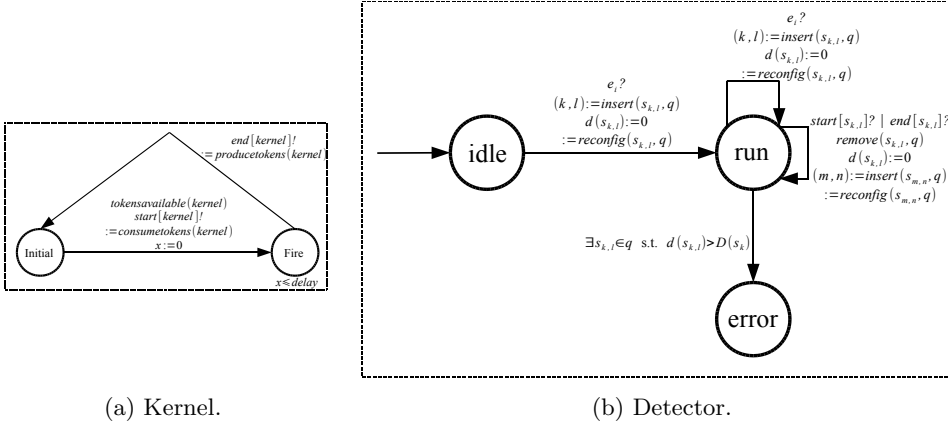 end[kernel]!
:=producetokens(kernel)
tokensavailable(kernel)
start[kernel]!
:=consumetokens(kernel)
x:=0
Initial
Fire
x⩽delay
(a) Kernel.
e_i?
(k,l):=insert(s_{k,l},q)
d(s_{k,l}):=0
:=reconfig(s_{k,l},q)
e_i?
(k,l):=insert(s_{k,l},q)
d(s_{k,l}):=0
:=reconfig(s_{k,l},q)
idle
run
start[s_{k,l}]? | end[s_{k,l}]?
remove(s_{k,l},q)
d(s_{k,l}):=0
(m,n):=insert(s_{m,n},q)
:=reconfig(s_{m,n},q)
∃s_{k,l}∈q s.t. d(s_{k,l})>D(s_k)
error
(b) Detector.